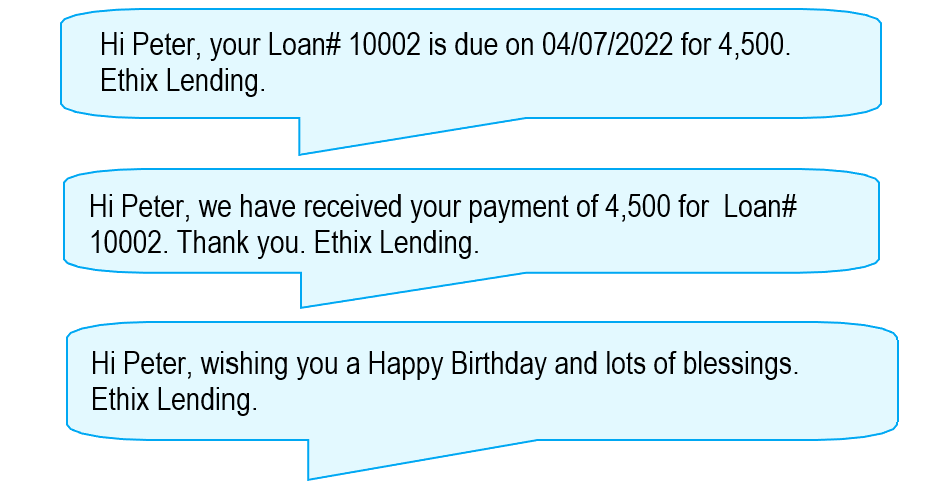 Hi Peter, your Loan# 10002 is due on 04/07/2022 for 4,500.
Ethix Lending.
Hi Peter, we have received your payment of 4,500 for  Loan#
10002. Thank you. Ethix Lending.
Hi Peter, wishing you a Happy Birthday and lots of blessings.
Ethix Lending.